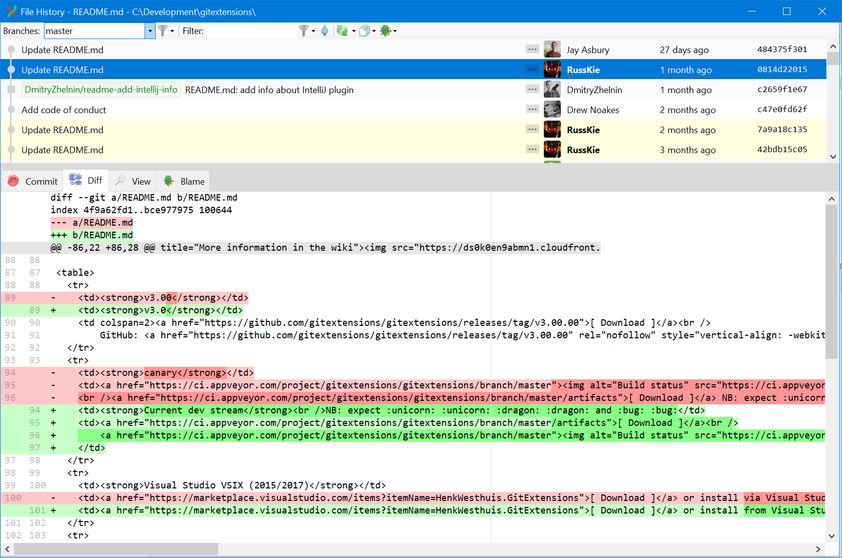 File History - README.md - C:\Development\gitextensions\
Branches: master Filter:
Update README.md ... Jay Asbury 27 days ago 484375f301
Update README.md ... RussKie 1 month ago 0814d22015
DmitryZhelnin/readme-add-intellij-info README.md: add info about IntelliJ plugin ... DmitryZhelnin 1 month ago c2659f1e67
Add code of conduct ... Drew Noakes 2 months ago c47e0fd62f
Update README.md ... RussKie 2 months ago 7a9a18c135
Update README.md ... RussKie 3 months ago 42bdb15c05
Commit Diff View Blame
diff --git a/README.md b/README.md
index 4f9a62fd1..bce977975 100644
--- a/README.md
+++ b/README.md
@@ -86,22 +86,28 @@ title="More information in the wiki"><img src="https://ds0k0en9abmn1.cloudfront.
86 86
87 87 <table>
88 88 <tr>
89 - <td><strong>v3.00</strong></td>
89 + <td><strong>v3.0</strong></td>
90 90 <td colspan=2><a href="https://github.com/gitextensions/gitextensions/releases/tag/v3.00.00">[ Download ]</a><br />
91 91 GitHub: <a href="https://github.com/gitextensions/gitextensions/releases/tag/v3.00.00" rel="nofollow" style="vertical-align: -webkit
92 92 </tr>
93 93 <tr>
94 - <td><strong>canary</strong></td>
95 - <td><a href="https://ci.appveyor.com/project/gitextensions/gitextensions/branch/master"><img alt="Build status" src="https://ci.appveyor
96 - <br /><a href="https://ci.appveyor.com/project/gitextensions/gitextensions/branch/master/artifacts">[ Download ]</a> NB: expect :unicorn
94 + <td><strong>Current dev stream</strong><br />NB: expect :unicorn: :unicorn: :dragon: :dragon: and :bug: :bug:</td>
95 + <td><a href="https://ci.appveyor.com/project/gitextensions/gitextensions/branch/master/artifacts">[ Download ]</a><br />
96 + <a href="https://ci.appveyor.com/project/gitextensions/gitextensions/branch/master"><img alt="Build status" src="https://ci.appveyor
97 + </td>
97 98 </tr>
98 99 <tr>
99 100 <td><strong>Visual Studio VSIX (2015/2017)</strong></td>
100 - <td><a href="https://marketplace.visualstudio.com/items?itemName=HenkWesthuis.GitExtensions">[ Download ]</a> or install via Visual Stu
101 + <td><a href="https://marketplace.visualstudio.com/items?itemName=HenkWesthuis.GitExtensions">[ Download ]</a> or install from Visual Stu
101 102 </tr>
102 103 <tr>